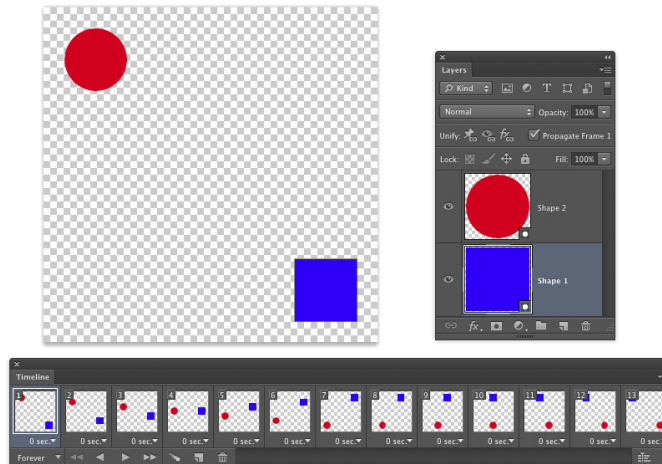 Layers
Kind
T
Normal
Opacity: 100%
Unify:
Propagate Frame 1
Lock:
Fill: 100%
Shape 2
Shape 1
fx.
Timeline
1 2 3 4 5 6 7 8 9 10 11 12 13
0 sec. 0 sec. 0 sec. 0 sec. 0 sec. 0 sec. 0 sec. 0 sec. 0 sec. 0 sec. 0 sec. 0 sec. 0 sec.
Forever